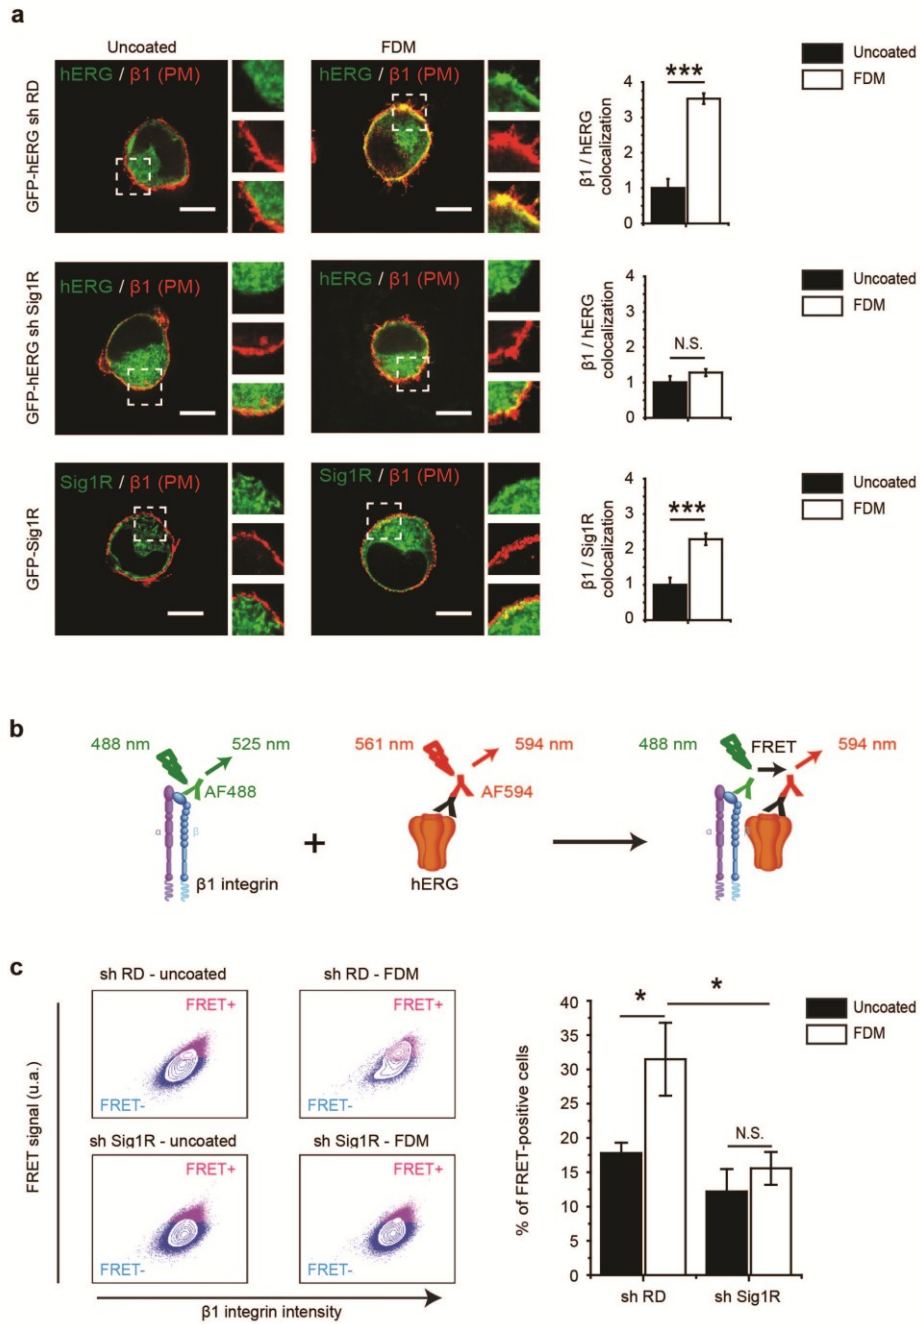 a
Uncoated
FDM
GFP-hERG sh RD
hERG / β1 (PM)
hERG / β1 (PM)
β1 / hERG
colocalization
4
3
2
1
0
***
Uncoated
FDM
GFP-hERG sh Sig1R
hERG / β1 (PM)
hERG / β1 (PM)
β1 / hERG
colocalization
4
3
2
1
0
N.S.
Uncoated
FDM
GFP-Sig1R
Sig1R / β1 (PM)
Sig1R / β1 (PM)
β1 / Sig1R
colocalization
4
3
2
1
0
***
Uncoated
FDM
b
488 nm
525 nm
AF488
α
β
β1 integrin
+
561 nm
594 nm
AF594
hERG
488 nm
FRET
594 nm
α
c
FRET signal (u.a.)
sh RD - uncoated
FRET+
FRET-
sh RD - FDM
FRET+
FRET-
sh Sig1R - uncoated
FRET+
FRET-
sh Sig1R - FDM
FRET+
FRET-
β1 integrin intensity
% of FRET-positive cells
40
35
30
25
20
15
10
5
0
*
*
N.S.
sh RD
sh Sig1R
Uncoated
FDM